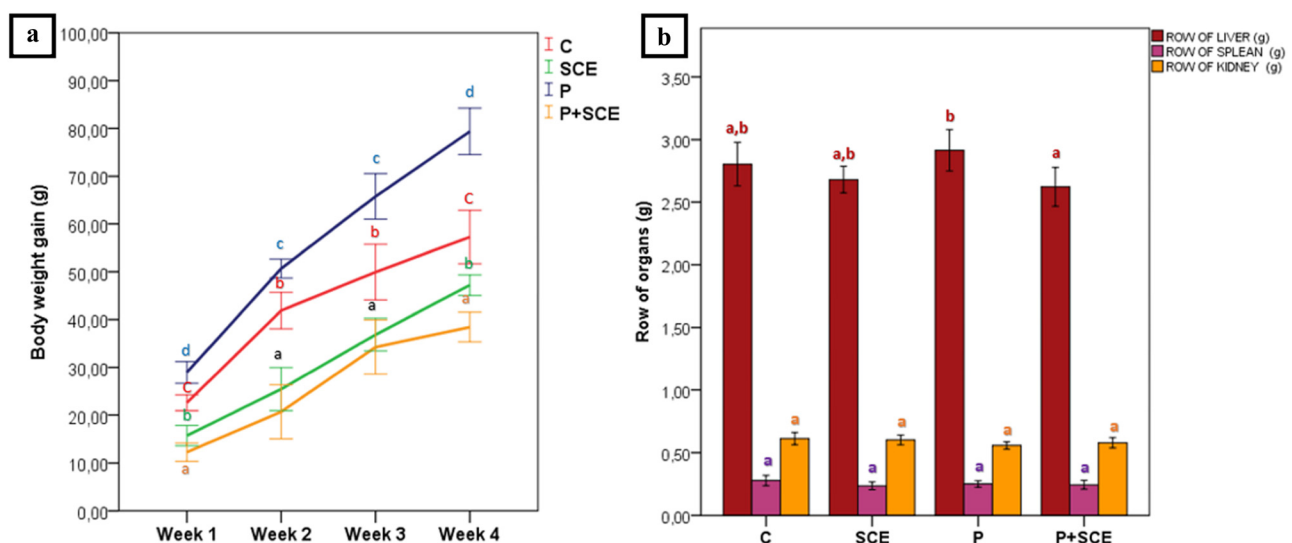 a
100,00
90,00
80,00
70,00
60,00
50,00
40,00
30,00
20,00
10,00
0,00
Body weight gain (g)
Week 1
Week 2
Week 3
Week 4
d
C
b
a
c
b
a
c
b
a
d
C
b
a
C
SCE
P
P+SCE
b
3,50
3,00
2,50
2,00
1,50
1,00
0,50
0,00
Row of organs (g)
a,b
a
a
a,b
a
a
b
a
a
a
a
a
C
SCE
P
P+SCE
ROW OF LIVER (g)
ROW OF SPLEAN (g)
ROW OF KIDNEY (g)